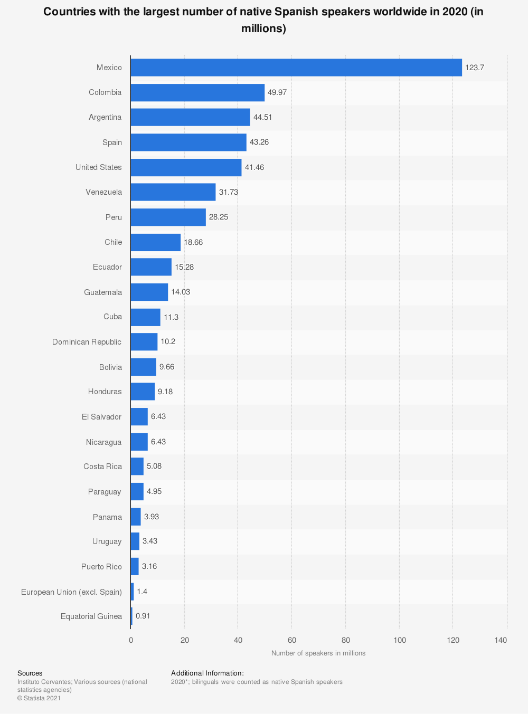 Countries with the largest number of native Spanish speakers worldwide in 2020 (in
millions)
Mexico 123.7
Colombia 49.97
Argentina 44.51
Spain 43.26
United States 41.46
Venezuela 31.73
Peru 28.25
Chile 18.66
Ecuador 15.28
Guatemala 14.03
Cuba 11.3
Dominican Republic 10.2
Bolivia 9.66
Honduras 9.18
El Salvador 6.43
Nicaragua 6.43
Costa Rica 5.08
Paraguay 4.95
Panama 3.93
Uruguay 3.43
Puerto Rico 3.16
European Union (excl. Spain) 1.4
Equatorial Guinea 0.91
0 20 40 60 80 100 120 140
Number of speakers in millions
Sources
Instituto Cervantes; Various sources (national
statistics agencies)
© Statista 2021
Additional Information:
2020*; bilinguals were counted as native Spanish speakers